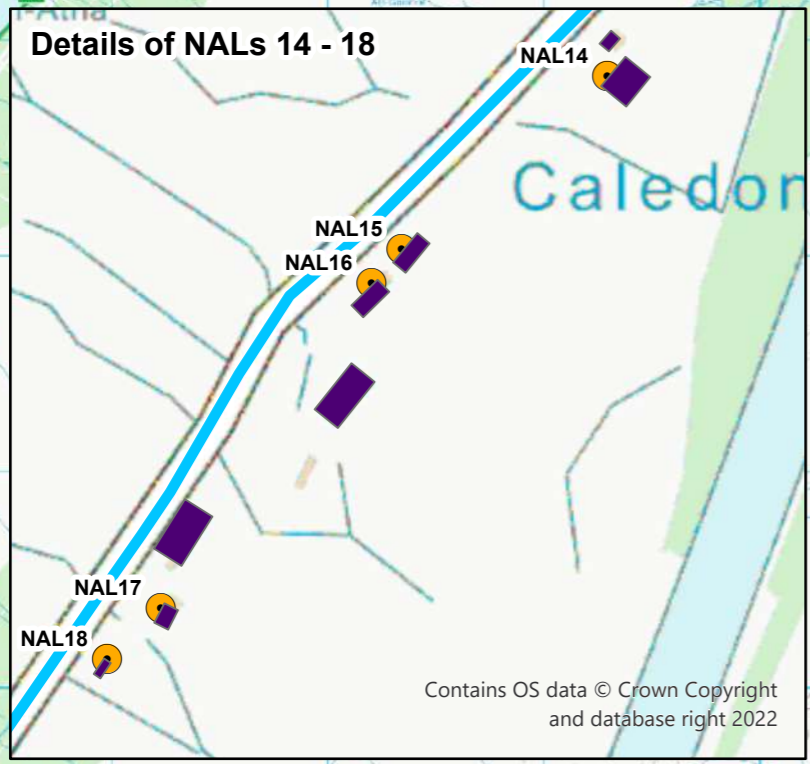 Details of NALs 14 - 18
NAL14
Caledon
NAL15
NAL16
NAL17
NAL18
Contains OS data © Crown Copyright
and database right 2022